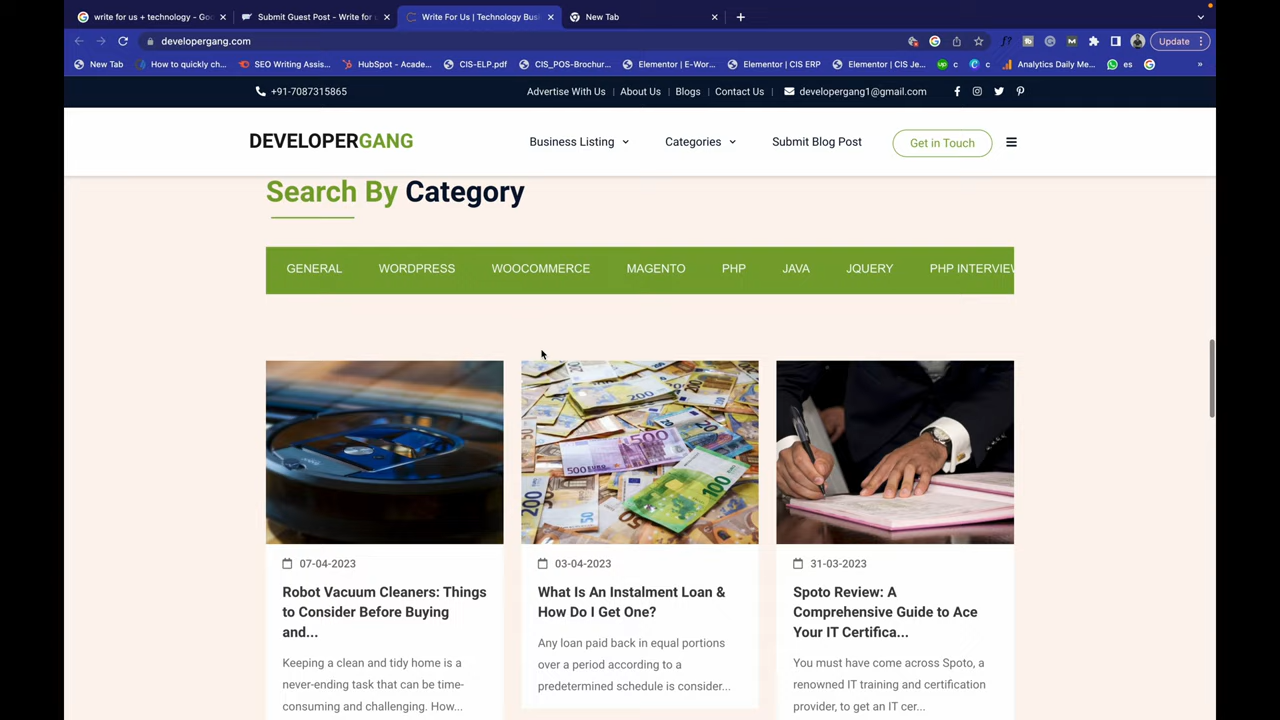 write for us + technology - Goo
Submit Guest Post - Write for u
Write For Us | Technology Busi
New Tab
developergang.com
Update
New Tab
How to quickly ch...
SEO Writing Assis...
HubSpot - Acade...
CIS-ELP.pdf
CIS_POS-Brochur...
Elementor | E-Wor...
Elementor | CIS ERP
Elementor | CIS Je...
c
c
Analytics Daily Me...
es
»
+91-7087315865
Advertise With Us | About Us | Blogs | Contact Us | developergang1@gmail.com
DEVELOPERGANG
Business Listing
Categories
Submit Blog Post
Get in Touch
Search By Category
GENERAL WORDPRESS WOOCOMMERCE MAGENTO PHP JAVA JQUERY PHP INTERVIEW
07-04-2023
Robot Vacuum Cleaners: Things
to Consider Before Buying
and...
Keeping a clean and tidy home is a
never-ending task that can be time-
consuming and challenging. How...
03-04-2023
What Is An Instalment Loan &
How Do I Get One?
Any loan paid back in equal portions
over a period according to a
predetermined schedule is consider...
31-03-2023
Spoto Review: A
Comprehensive Guide to Ace
Your IT Certifica...
You must have come across Spoto, a
renowned IT training and certification
provider, to get an IT cer...